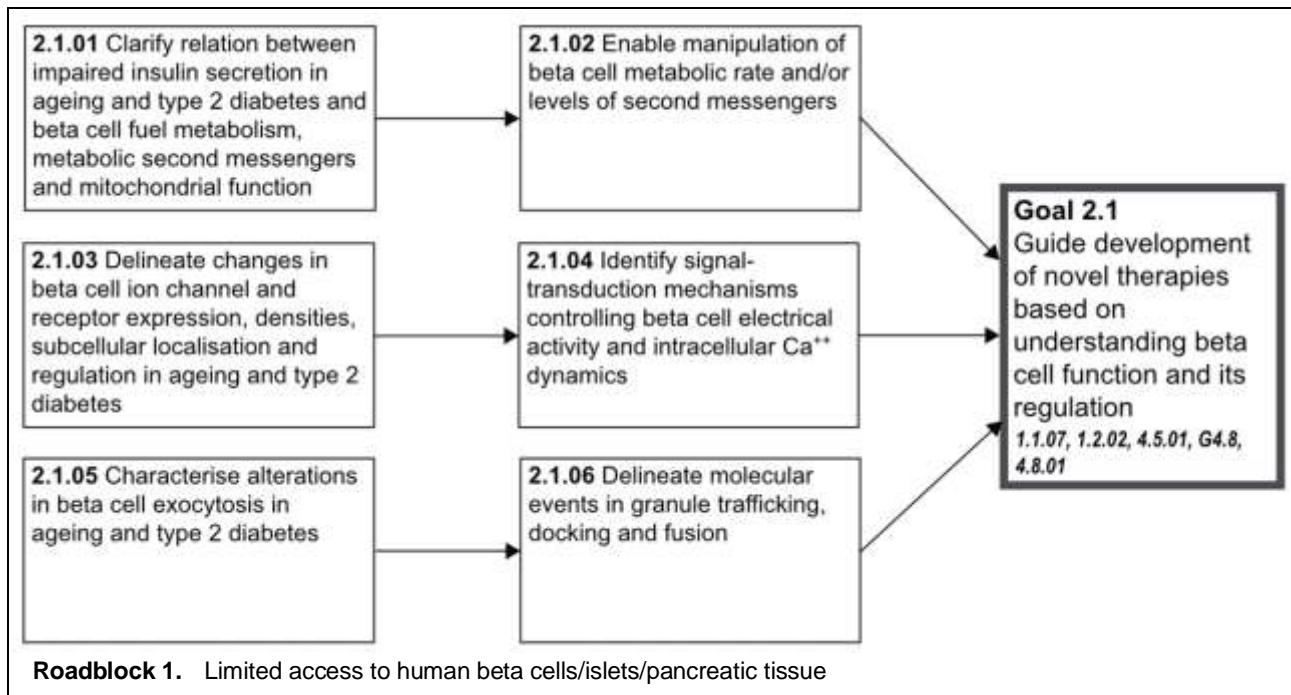 2.1.01 Clarify relation between
impaired insulin secretion in
ageing and type 2 diabetes and
beta cell fuel metabolism,
metabolic second messengers
and mitochondrial function
2.1.02 Enable manipulation of
beta cell metabolic rate and/or
levels of second messengers
2.1.03 Delineate changes in
beta cell ion channel and
receptor expression, densities,
subcellular localisation and
regulation in ageing and type 2
diabetes
2.1.04 Identify signal-
transduction mechanisms
controlling beta cell electrical
activity and intracellular Ca⁺⁺
dynamics
2.1.05 Characterise alterations
in beta cell exocytosis in
ageing and type 2 diabetes
2.1.06 Delineate molecular
events in granule trafficking,
docking and fusion
Goal 2.1
Guide development
of novel therapies
based on
understanding beta
cell function and its
regulation
1.1.07, 1.2.02, 4.5.01, G4.8,
4.8.01
Roadblock 1. Limited access to human beta cells/islets/pancreatic tissue